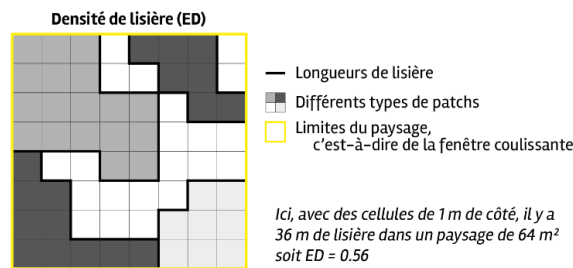 Densité de lisière (ED)
Longueurs de lisière
Différents types de patchs
Limites du paysage,
c'est-à-dire de la fenêtre coulissante
Ici, avec des cellules de 1 m de côté, il y a
36 m de lisière dans un paysage de 64 m²
soit ED = 0.56